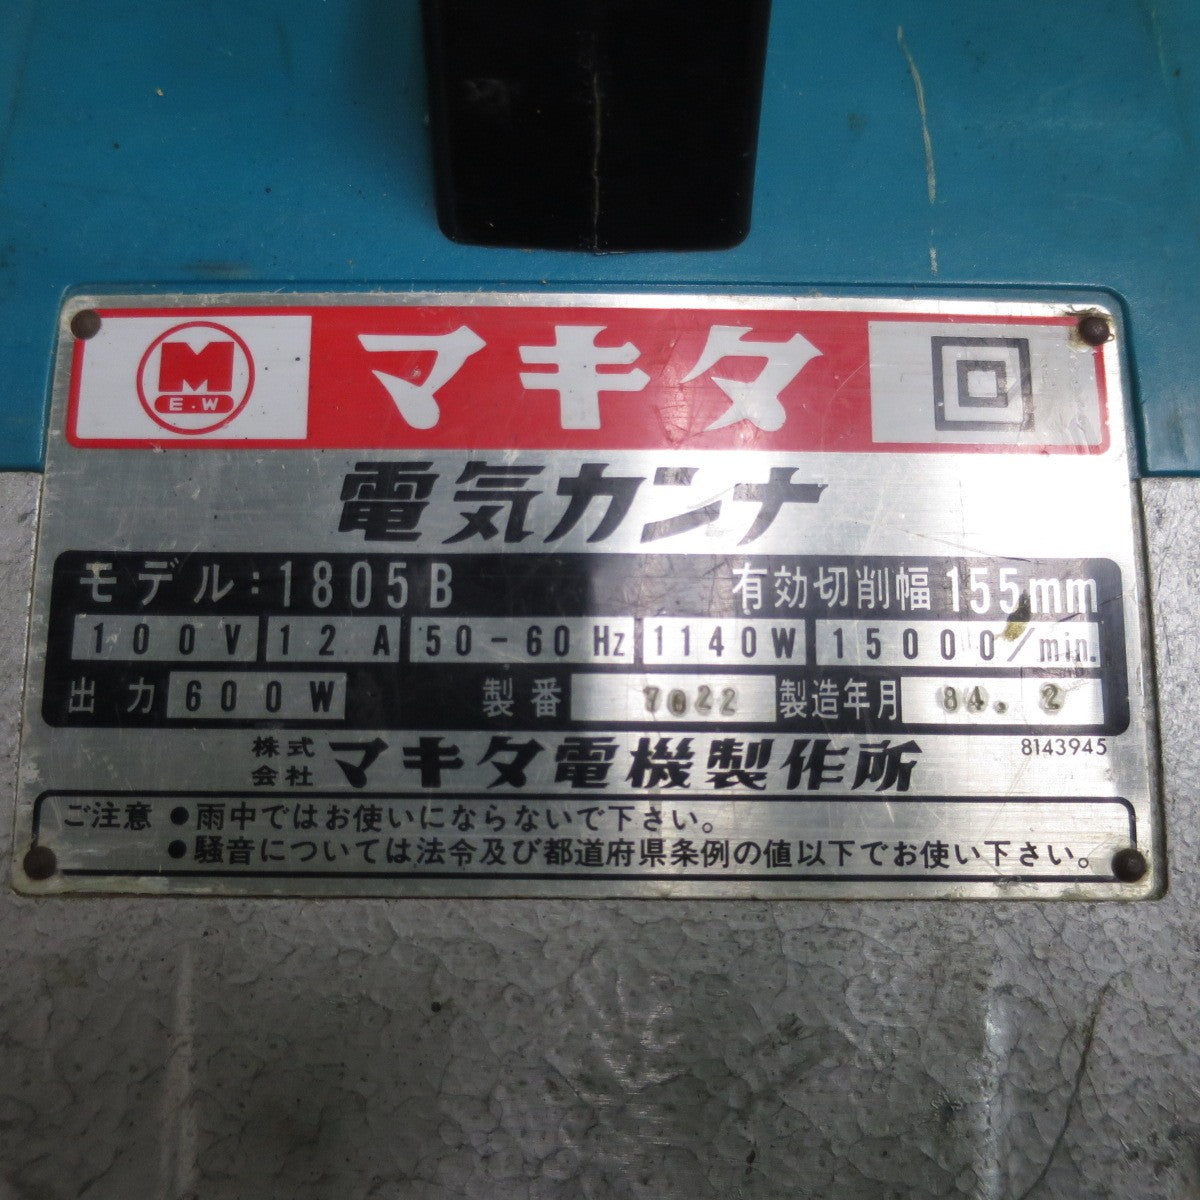 M
E.W
マキタ
電気カンナ
モデル:1805B 有効切削幅 155mm
100V 12A 50-60Hz 1140W 15000/min.
出力 600W 製番 7622 製造年月 84.2
株式会社 マキタ電機製作所 8143945
ご注意 ●雨中ではお使いにならないで下さい。
●騒音については法令及び都道府県条例の値以下でお使い下さい。